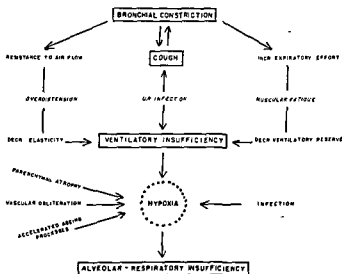 BRONCHIAL CONSTRICTION
RESISTANCE TO AIR FLOW
COUGH
INCR EXPIRATORY EFFORT
OVERDISTENSION
INFECTION
MUSCULAR FATIGUE
DECR ELASTICITY
VENTILATORY INSUFFICIENCY
DECR VENTILATORY RESERVE
PARENCHYMAL ATROPHY
VASCULAR OBLITERATION
HYPOXIA
INFECTION
ACCELERATED AGEING
PROCESSES
ALVEOLAR - RESPIRATORY INSUFFICIENCY